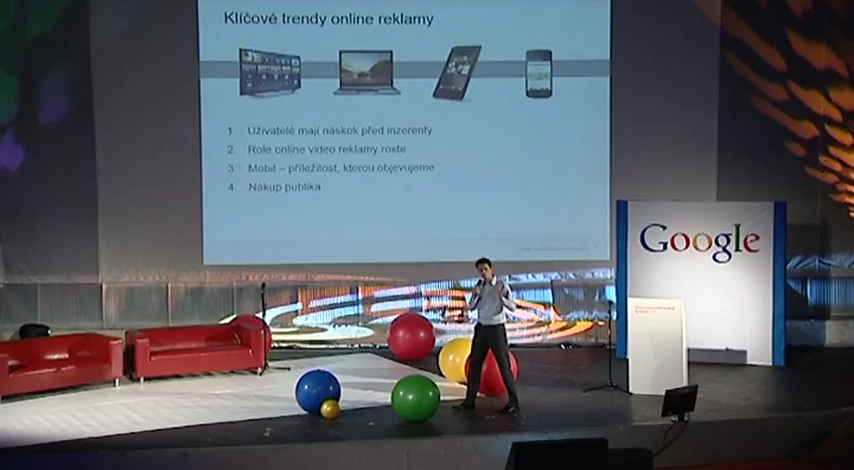 Klíčové trendy online reklamy
1. Uživatelé mají náskok před inzerenty
2. Role online video reklamy roste
3. Mobil – příležitost, kterou objevujeme
4. Nákup publika
Google